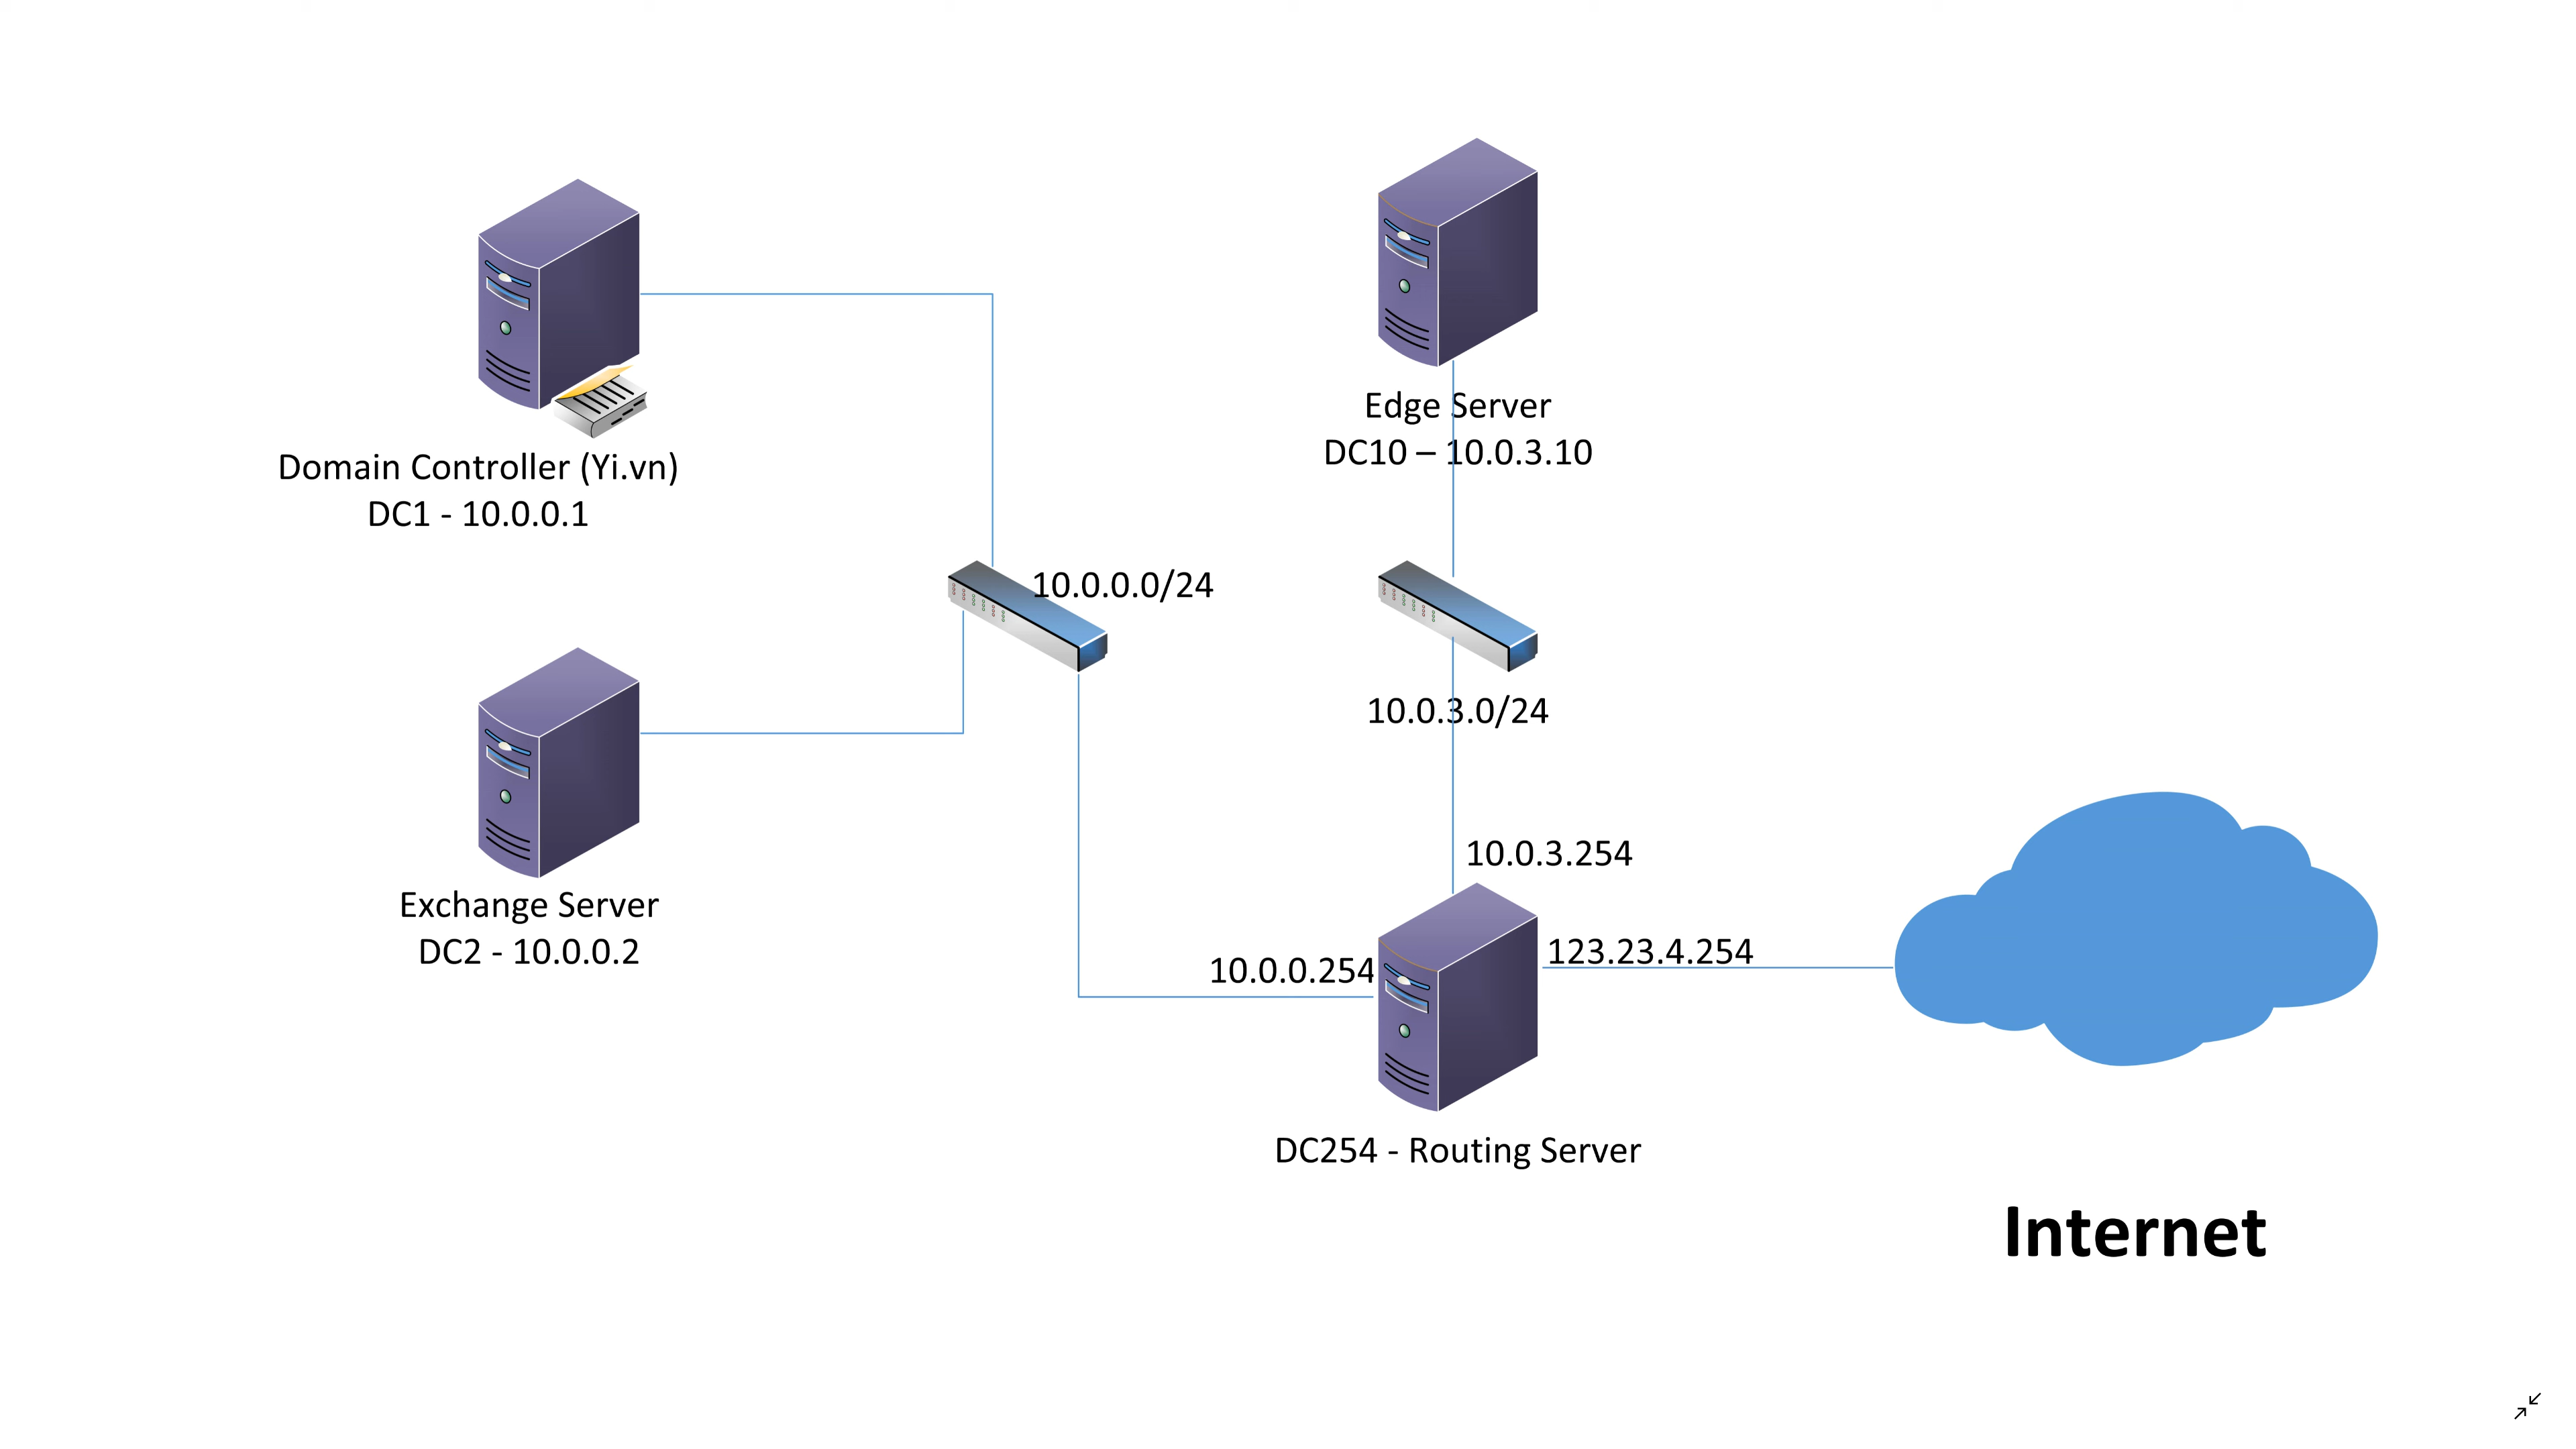 Edge Server
DC10 – 10.0.3.10
Domain Controller (Yi.vn)
DC1 - 10.0.0.1
10.0.0.0/24
10.0.3.0/24
10.0.3.254
Exchange Server
DC2 - 10.0.0.2
10.0.0.254
123.23.4.254
DC254 - Routing Server
Internet